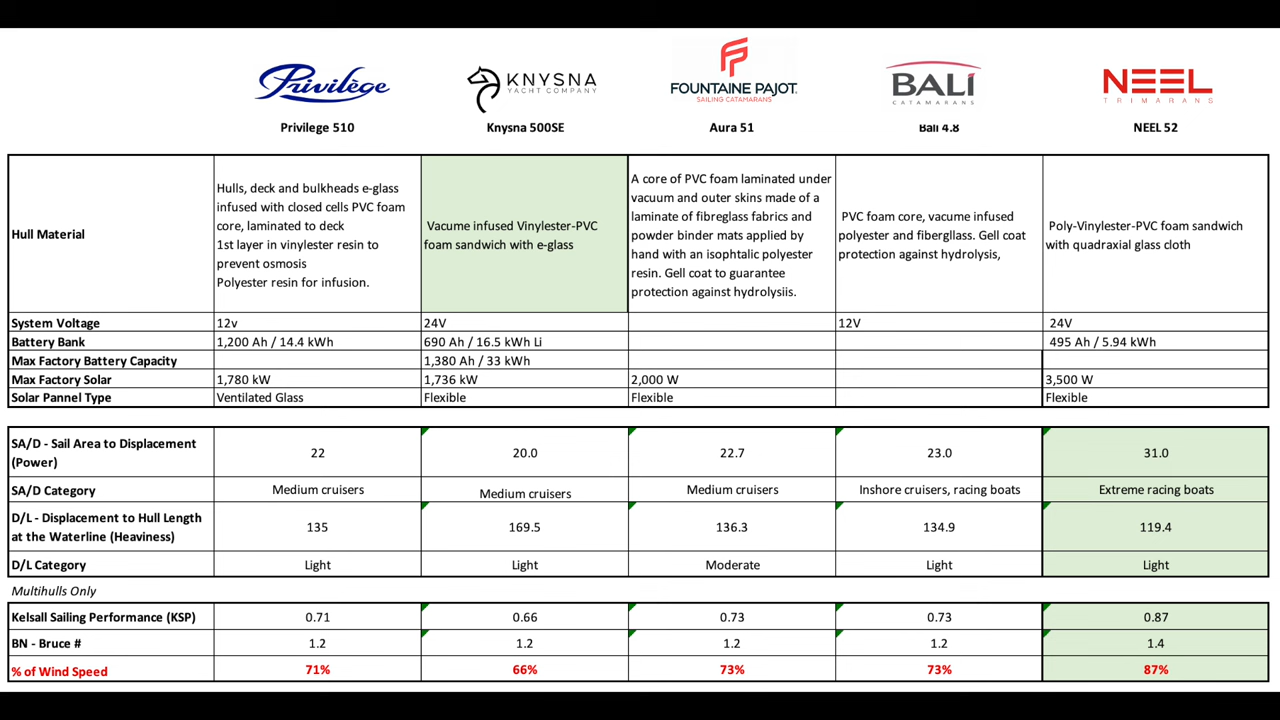 Privilège
KNYSNA
YACHT COMPANY
FOUNTAINE PAJOT
SAILING CATAMARANS
BALI
CATAMARANS
NEEL
TRIMARANS
Privilege 510
Knysna 500SE
Aura 51
Bali 4.8
NEEL 52
Hull Material
Hulls, deck and bulkheads e-glass
infused with closed cells PVC foam
core, laminated to deck
1st layer in vinylester resin to
prevent osmosis
Polyester resin for infusion.
Vacume infused Vinylester-PVC
foam sandwich with e-glass
A core of PVC foam laminated under
vacuum and outer skins made of a
laminate of fibreglass fabrics and
powder binder mats applied by
hand with an isophtalic polyester
resin. Gell coat to guarantee
protection against hydrolysiis.
PVC foam core, vacume infused
polyester and fibergllass. Gell coat
protection against hydrolysis,
Poly-Vinylester-PVC foam sandwich
with quadraxial glass cloth
System Voltage
12v
24V
12V
24V
Battery Bank
1,200 Ah / 14.4 kWh
690 Ah / 16.5 kWh Li
495 Ah / 5.94 kWh
Max Factory Battery Capacity
1,380 Ah / 33 kWh
Max Factory Solar
1,780 kW
1,736 kW
2,000 W
3,500 W
Solar Pannel Type
Ventilated Glass
Flexible
Flexible
Flexible
SA/D - Sail Area to Displacement
(Power)
22
20.0
22.7
23.0
31.0
SA/D Category
Medium cruisers
Medium cruisers
Medium cruisers
Inshore cruisers, racing boats
Extreme racing boats
D/L - Displacement to Hull Length
at the Waterline (Heaviness)
135
169.5
136.3
134.9
119.4
D/L Category
Light
Light
Moderate
Light
Light
Multihulls Only
Kelsall Sailing Performance (KSP)
0.71
0.66
0.73
0.73
0.87
BN - Bruce #
1.2
1.2
1.2
1.2
1.4
% of Wind Speed
71%
66%
73%
73%
87%